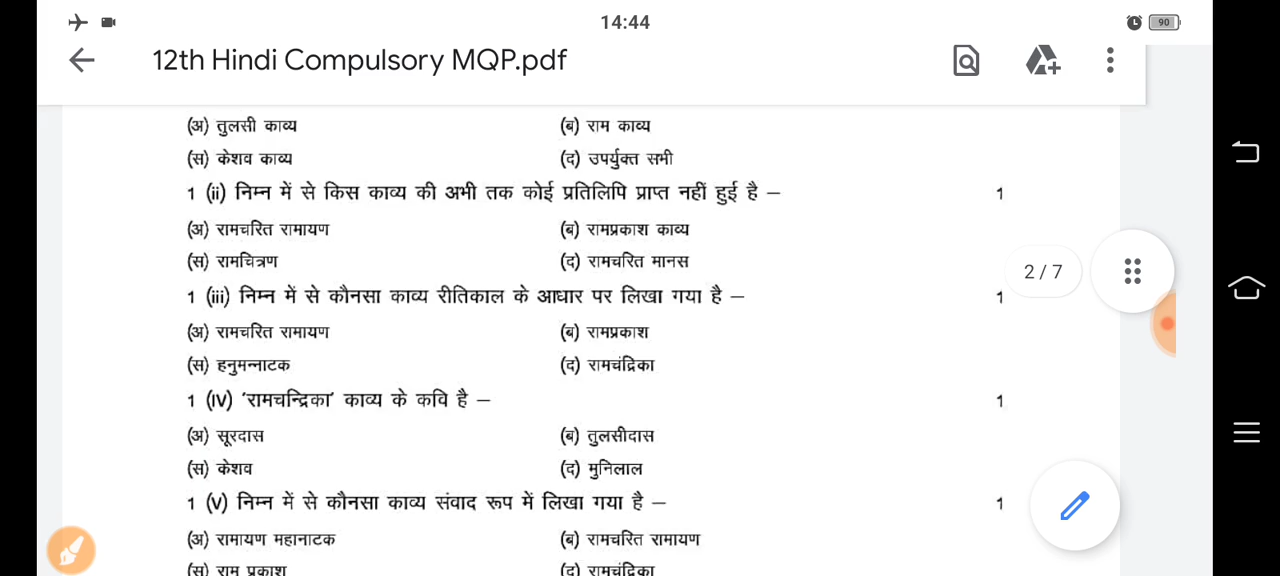 14:44
90
12th Hindi Compulsory MQP.pdf
(अ) तुलसी काव्य (ब) राम काव्य
(स) केशव काव्य (द) उपर्युक्त सभी
1 (ii) निम्न में से किस काव्य की अभी तक कोई प्रतिलिपि प्राप्त नहीं हुई है – 1
(अ) रामचरित रामायण (ब) रामप्रकाश काव्य
(स) रामचित्रण (द) रामचरित मानस
2 / 7
1 (iii) निम्न में से कौनसा काव्य रीतिकाल के आधार पर लिखा गया है – 1
(अ) रामचरित रामायण (ब) रामप्रकाश
(स) हनुमन्नाटक (द) रामचंद्रिका
1 (IV) 'रामचन्द्रिका' काव्य के कवि है – 1
(अ) सूरदास (ब) तुलसीदास
(स) केशव (द) मुनिलाल
1 (V) निम्न में से कौनसा काव्य संवाद रूप में लिखा गया है – 1
(अ) रामायण महानाटक (ब) रामचरित रामायण
(स) राम प्रकाश (द) रामचंद्रिका